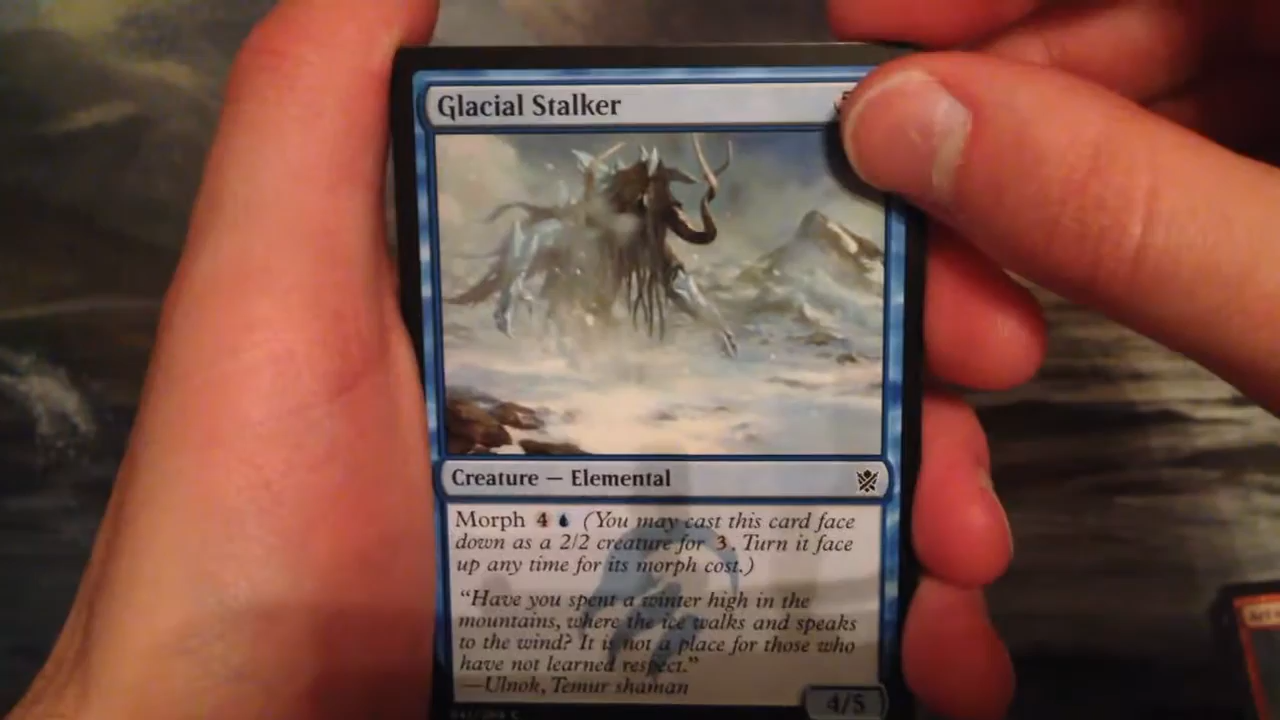 Glacial Stalker
Creature — Elemental
Morph 4 (You may cast this card face
down as a 2/2 creature for 3. Turn it face
up any time for its morph cost.)
“Have you spent a winter high in the
mountains, where the ice walks and speaks
to the wind? It is not a place for those who
have not learned respect.”
—Ulnok, Temur shaman
4/5